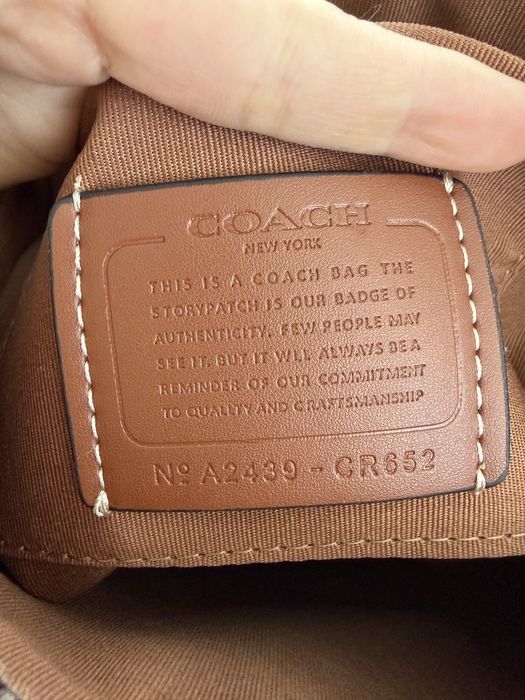 COACH
NEW YORK
THIS IS A COACH BAG THE
STORYPATCH IS OUR BADGE OF
AUTHENTICITY. FEW PEOPLE MAY
SEE IT. BUT IT WILL ALWAYS BE A
REMINDER OF OUR COMMITMENT
TO QUALITY AND CRAFTSMANSHIP
Nº A2439 - CR652